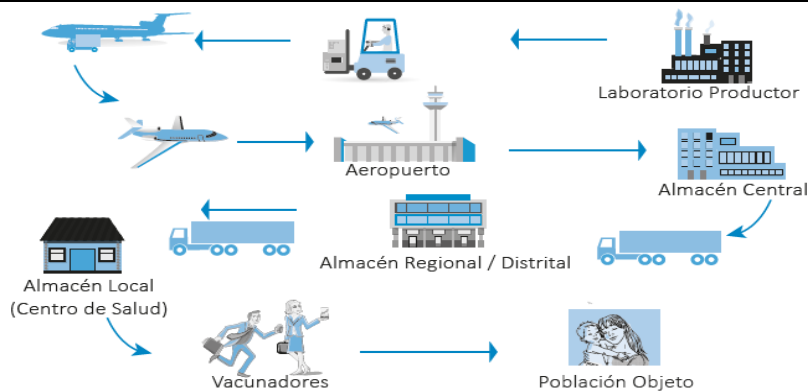 Laboratorio Productor
Aeropuerto
Almacén Central
Almacén Regional / Distrital
Almacén Local
(Centro de Salud)
Vacunadores
Población Objeto